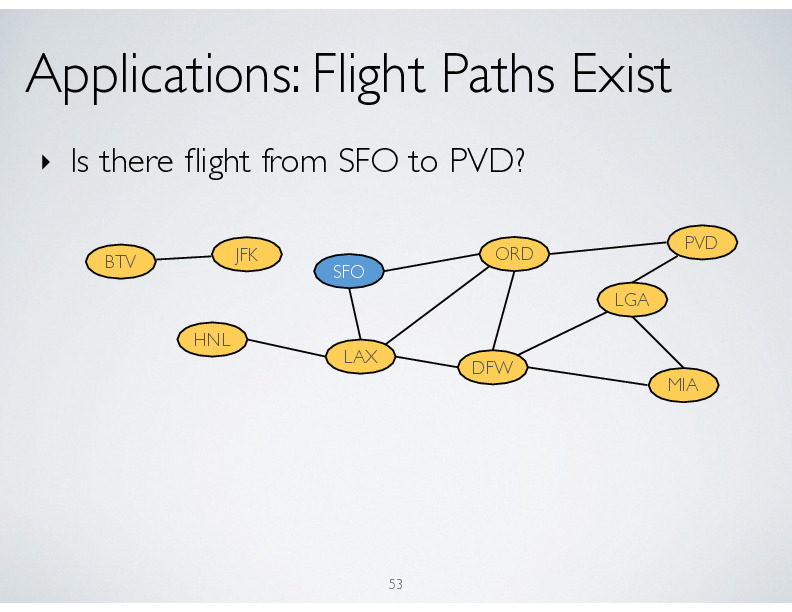 Applications: Flight Paths Exist
‣ Is there flight from SFO to PVD?
BTV
JFK
SFO
ORD
PVD
LGA
HNL
LAX
DFW
MIA
53